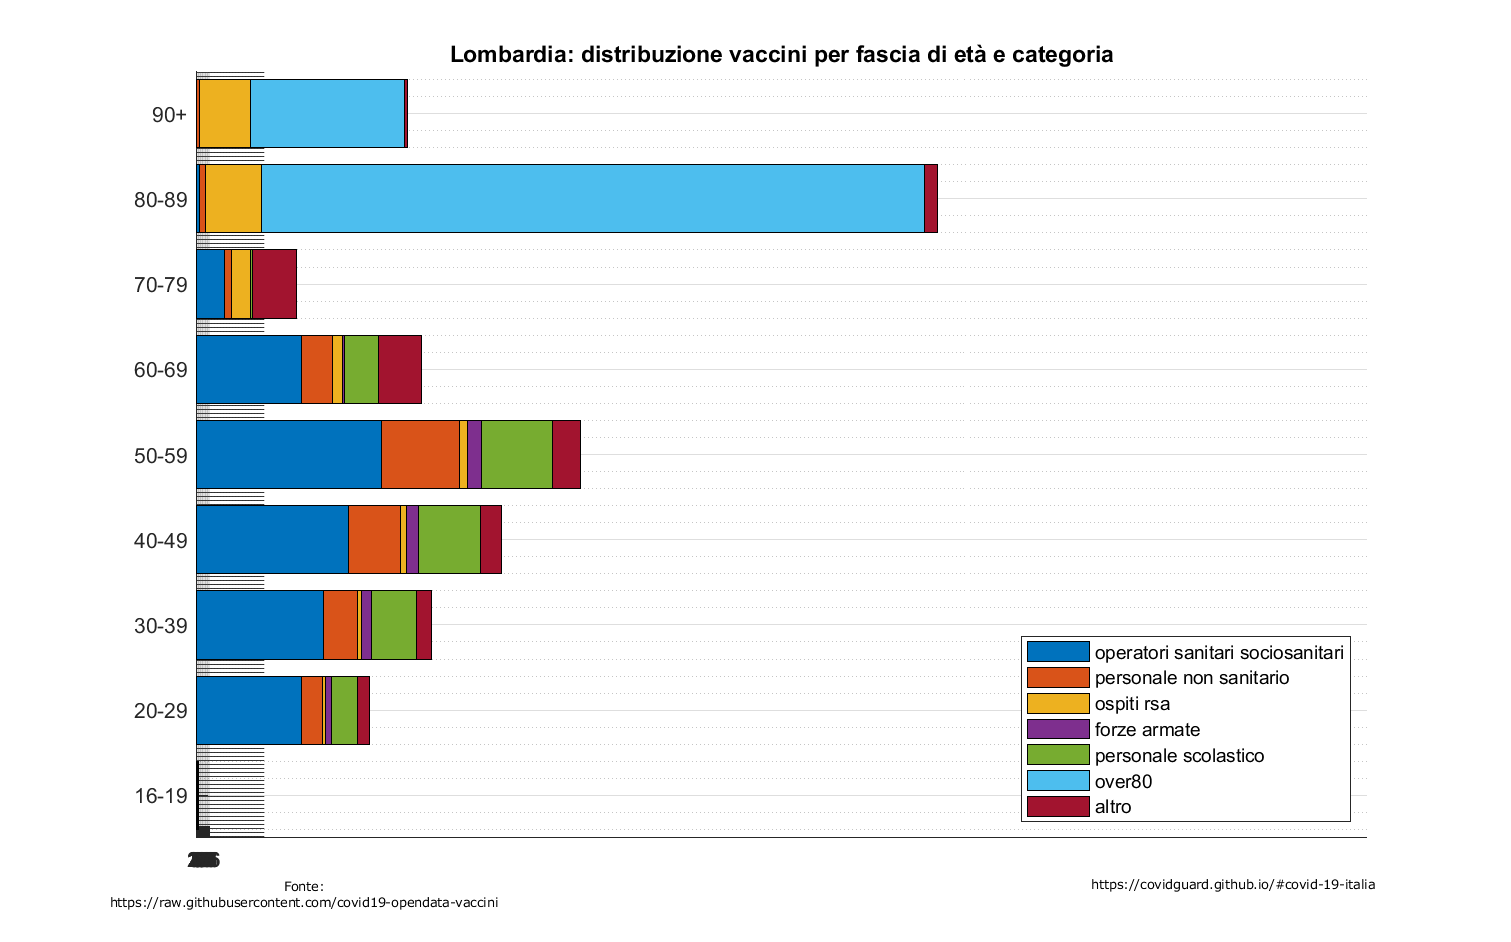 Lombardia: distribuzione vaccini per fascia di età e categoria
90+
80-89
70-79
60-69
50-59
40-49
30-39
20-29
16-19
operatori sanitari sociosanitari
personale non sanitario
ospiti rsa
forze armate
personale scolastico
over80
altro
Fonte:
https://raw.githubusercontent.com/covid19-opendata-vaccini
https://covidguard.github.io/#covid-19-italia